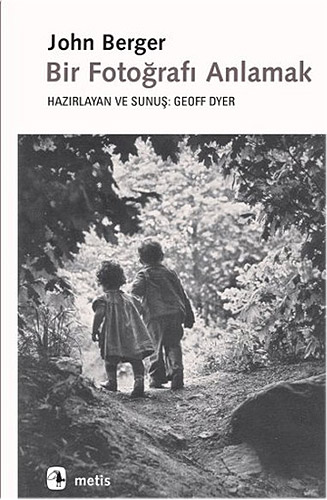 John Berger
Bir Fotoğrafı Anlamak
HAZIRLAYAN VE SUNUŞ: GEOFF DYER
metis